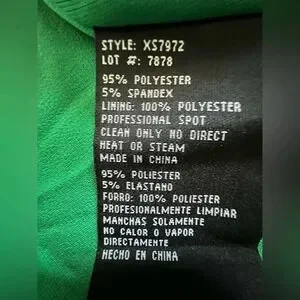 STYLE: XS7972
LOT #: 7878
95% POLYESTER
5% SPANDEX
LINING: 100% POLYESTER
PROFESSIONAL SPOT
CLEAN ONLY NO DIRECT
HEAT OR STEAM
MADE IN CHINA
95% POLIESTER
5% ELASTANO
FORRO: 100% POLIESTER
PROFESIONALMENTE LIMPIAR
MANCHAS SOLAMENTE
NO CALOR O VAPOR
DIRECTAMENTE
HECHO EN CHINA